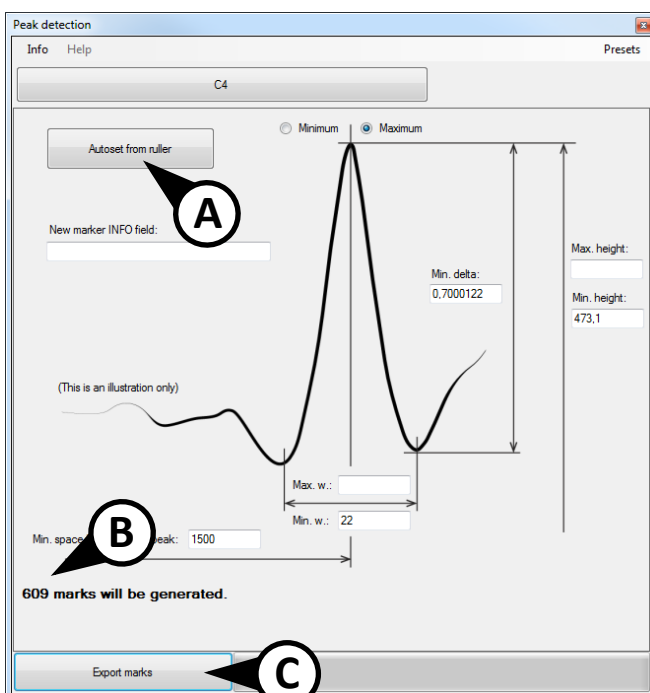 Peak detection
Info Help Presets
C4
Minimum Maximum
Autoset from ruller
A
New marker INFO field:
Max. height:
Min. delta:
0,7000122
Min. height:
473,1
(This is an illustration only)
Max. w.:
Min. w.: 22
B
Min. space peak: 1500
609 marks will be generated.
Export marks
C